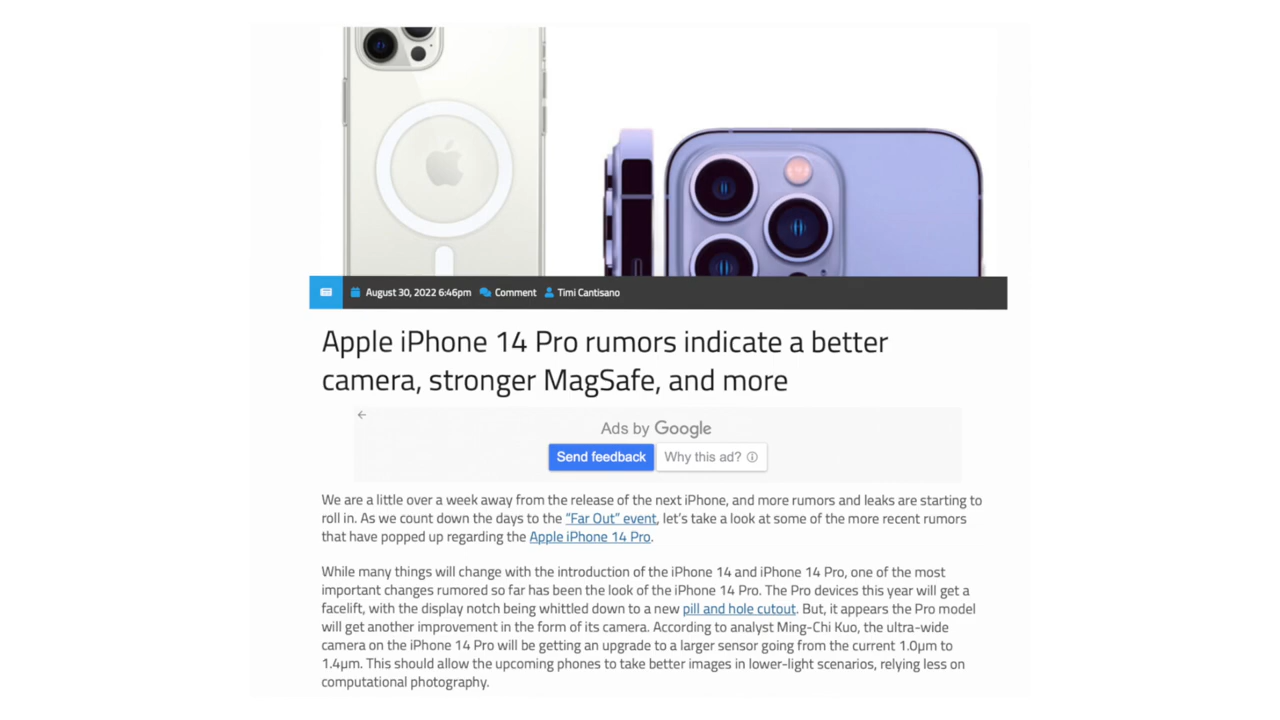 August 30, 2022 6:46pm Comment Timi Cantisano
Apple iPhone 14 Pro rumors indicate a better
camera, stronger MagSafe, and more
Ads by Google
Send feedback Why this ad?
We are a little over a week away from the release of the next iPhone, and more rumors and leaks are starting to
roll in. As we count down the days to the “Far Out” event, let’s take a look at some of the more recent rumors
that have popped up regarding the Apple iPhone 14 Pro.
While many things will change with the introduction of the iPhone 14 and iPhone 14 Pro, one of the most
important changes rumored so far has been the look of the iPhone 14 Pro. The Pro devices this year will get a
facelift, with the display notch being whittled down to a new pill and hole cutout. But, it appears the Pro model
will get another improvement in the form of its camera. According to analyst Ming-Chi Kuo, the ultra-wide
camera on the iPhone 14 Pro will be getting an upgrade to a larger sensor going from the current 1.0μm to
1.4μm. This should allow the upcoming phones to take better images in lower-light scenarios, relying less on
computational photography.